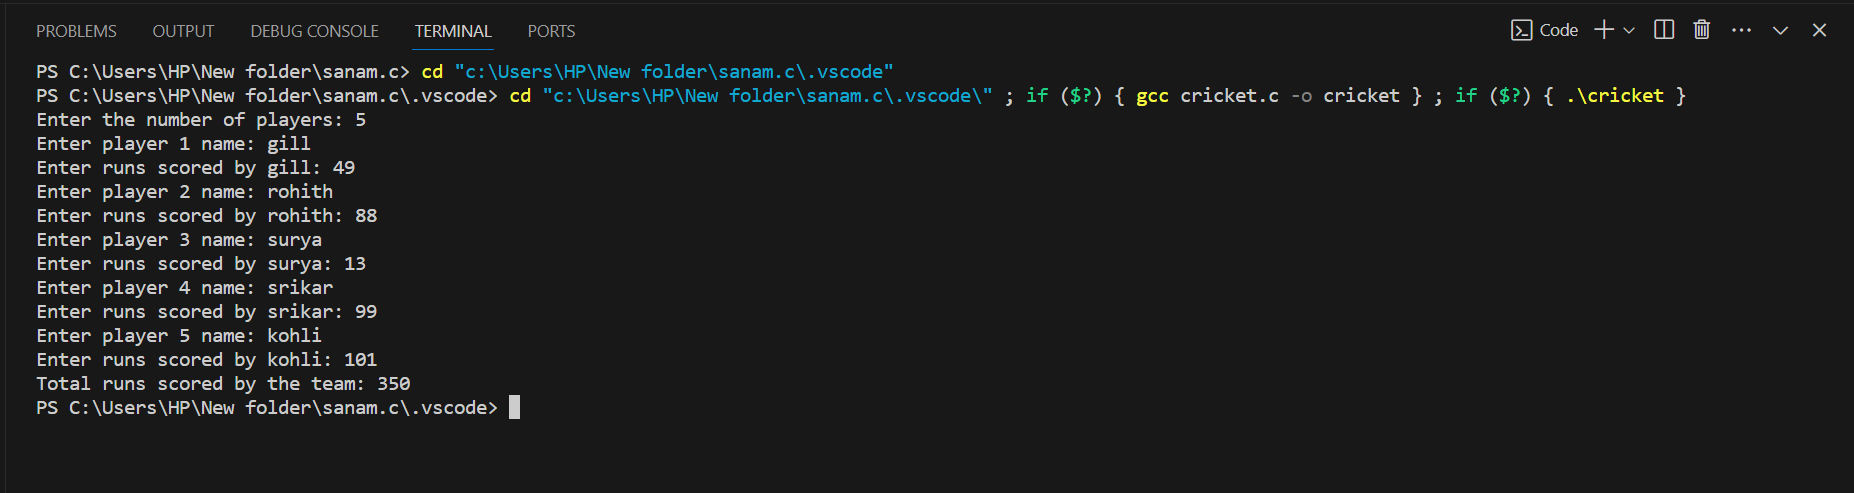 PROBLEMS OUTPUT DEBUG CONSOLE TERMINAL PORTS Code
PS C:\Users\HP\New folder\sanam.c> cd "c:\Users\HP\New folder\sanam.c\.vscode"
PS C:\Users\HP\New folder\sanam.c\.vscode> cd "c:\Users\HP\New folder\sanam.c\.vscode\" ; if ($?) { gcc cricket.c -o cricket } ; if ($?) { .\cricket }
Enter the number of players: 5
Enter player 1 name: gill
Enter runs scored by gill: 49
Enter player 2 name: rohith
Enter runs scored by rohith: 88
Enter player 3 name: surya
Enter runs scored by surya: 13
Enter player 4 name: srikar
Enter runs scored by srikar: 99
Enter player 5 name: kohli
Enter runs scored by kohli: 101
Total runs scored by the team: 350
PS C:\Users\HP\New folder\sanam.c\.vscode>